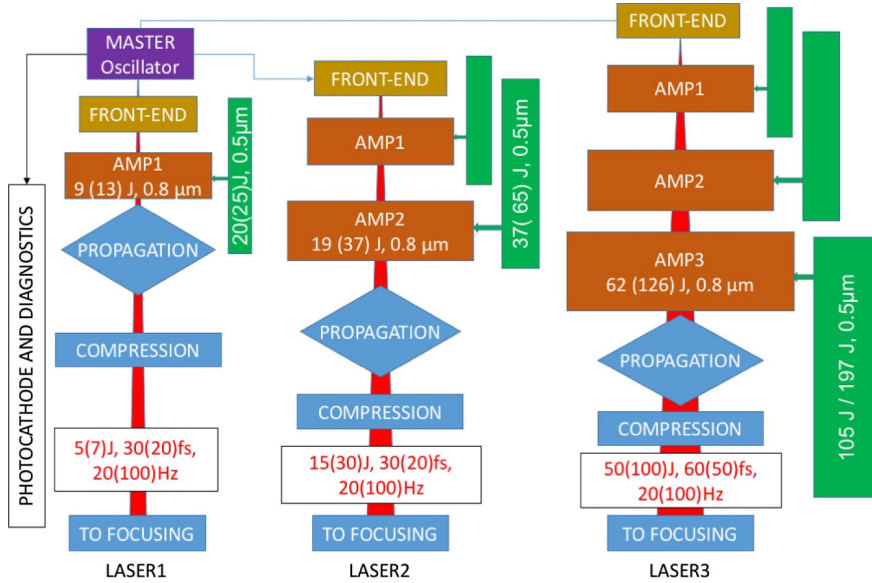 MASTER
Oscillator
FRONT-END
AMP1
9 (13) J, 0.8 µm
20(25)J, 0.5µm
PROPAGATION
COMPRESSION
5(7)J, 30(20)fs,
20(100)Hz
TO FOCUSING
LASER1
PHOTOCATHODE AND DIAGNOSTICS
FRONT-END
AMP1
AMP2
19 (37) J, 0.8 µm
37( 65) J, 0.5µm
PROPAGATION
COMPRESSION
15(30)J, 30(20)fs,
20(100)Hz
TO FOCUSING
LASER2
FRONT-END
AMP1
AMP2
AMP3
62 (126) J, 0.8 µm
105 J / 197 J, 0.5µm
PROPAGATION
COMPRESSION
50(100)J, 60(50)fs,
20(100)Hz
TO FOCUSING
LASER3